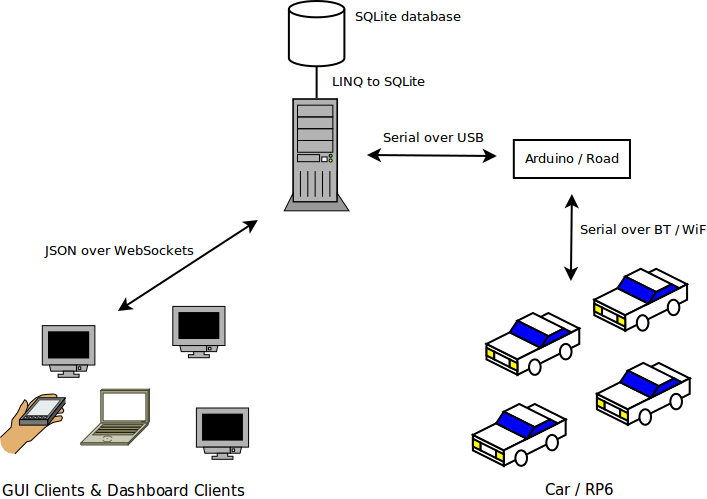 SQLite database
LINQ to SQLite
Serial over USB
Arduino / Road
Serial over BT / WiF
JSON over WebSockets
GUI Clients & Dashboard Clients
Car / RP6